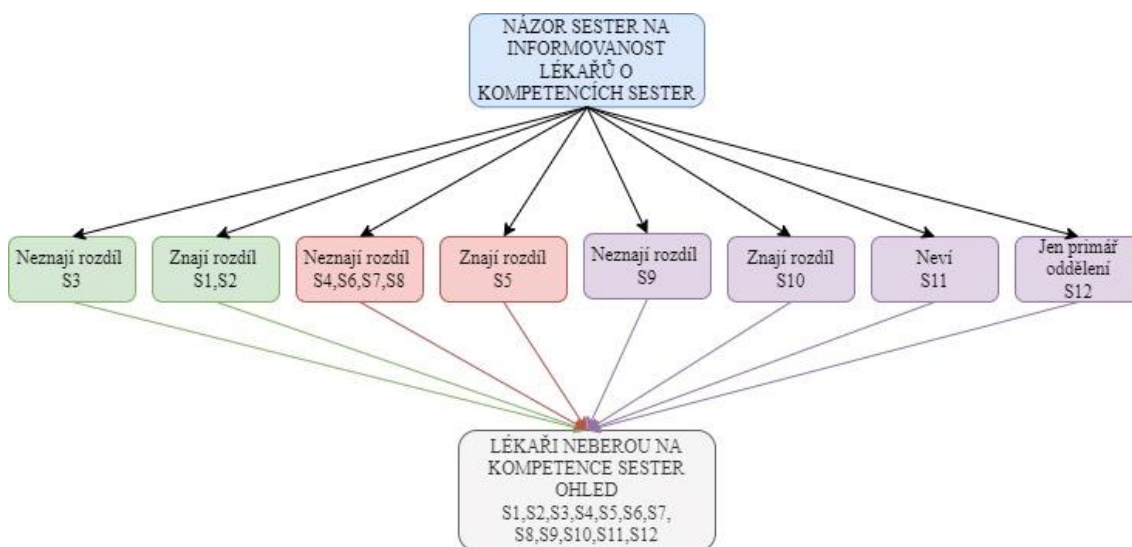 NÁZOR SESTER NA
INFORMOVANOST
LÉKAŘŮ O
KOMPETENCÍCH SESTER
Neznají rozdíl
S3
Znají rozdíl
S1,S2
Neznají rozdíl
S4,S6,S7,S8
Znají rozdíl
S5
Neznají rozdíl
S9
Znají rozdíl
S10
Neví
S11
Jen primář
oddělení
S12
LÉKAŘI NEBEROU NA
KOMPETENCE SESTER
OHLED
S1,S2,S3,S4,S5,S6,S7,
S8,S9,S10,S11,S12